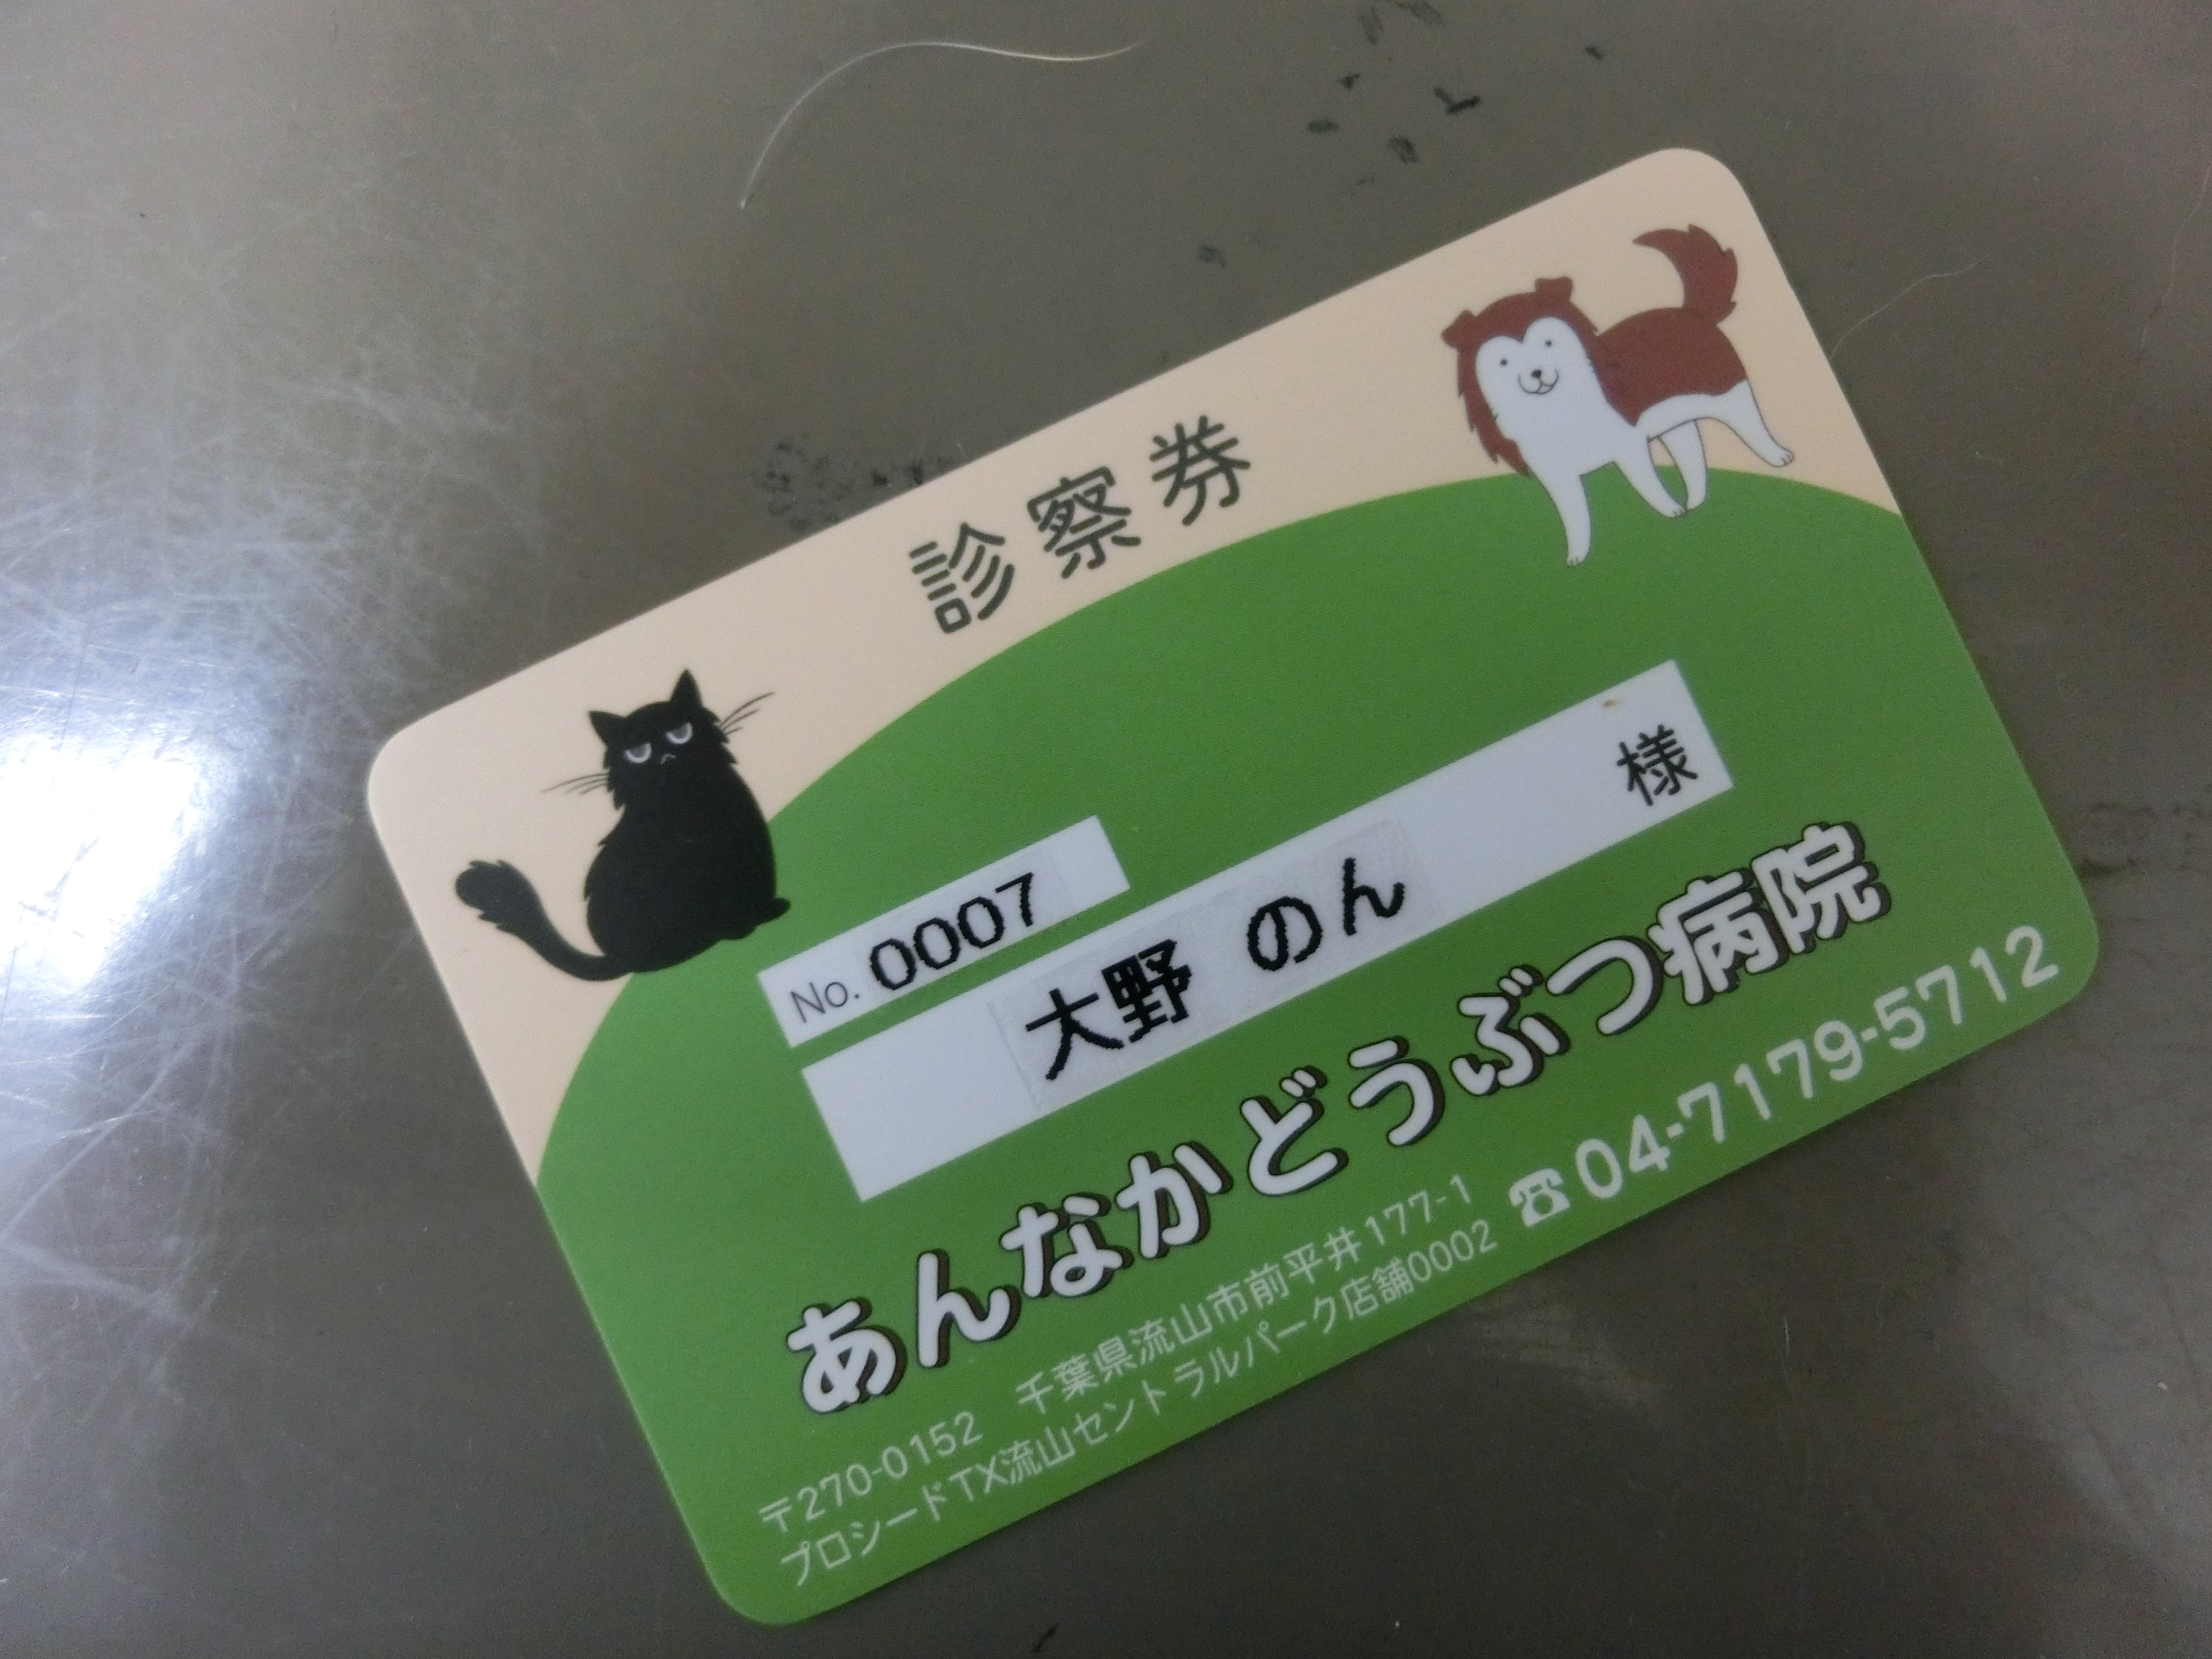 診察券
No. 0007
大野 のん 様
あんなかどうぶつ病院
〒270-0152 千葉県流山市前平井177-1
プロシードTX流山セントラルパーク店舗0002
☎04-7179-5712